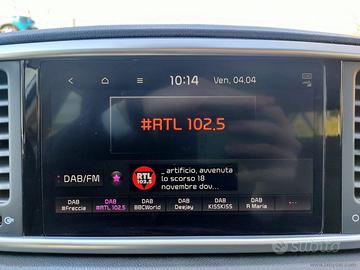 10:14 Ven. 04.04
#RTL 102.5
DAB/FM
RTL
102.5
_ artificio, avvenuta
lo scorso 18
novembre dov...
DAB DAB DAB DAB DAB DAB
#Freccia #RTL 102.5 BBCWorld Deejay KISSKISS R Maria ...
subito